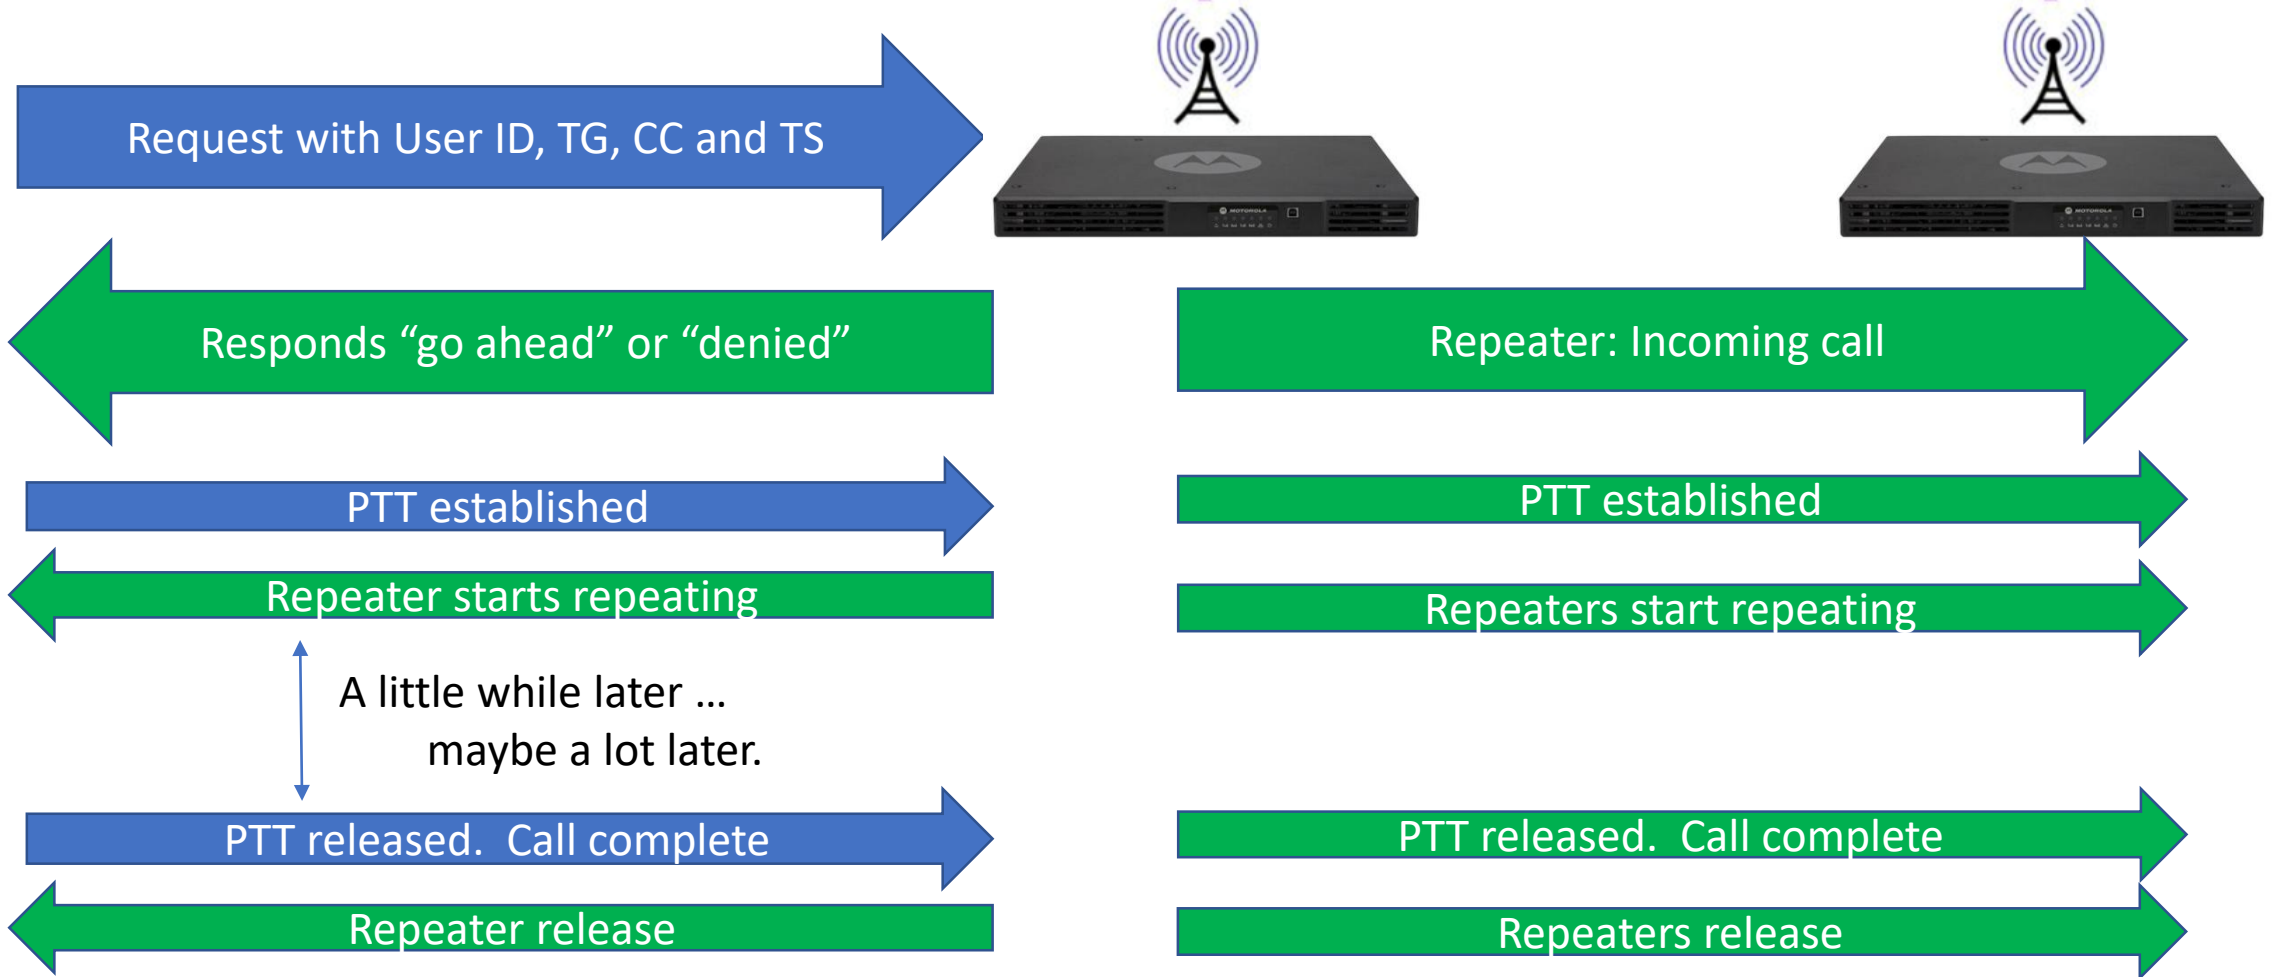 Request with User ID, TG, CC and TS
MOTOROLA
MOTOROLA
Responds “go ahead” or “denied”
Repeater: Incoming call
PTT established
PTT established
Repeater starts repeating
Repeaters start repeating
A little while later ...
maybe a lot later.
PTT released. Call complete
PTT released. Call complete
Repeater release
Repeaters release